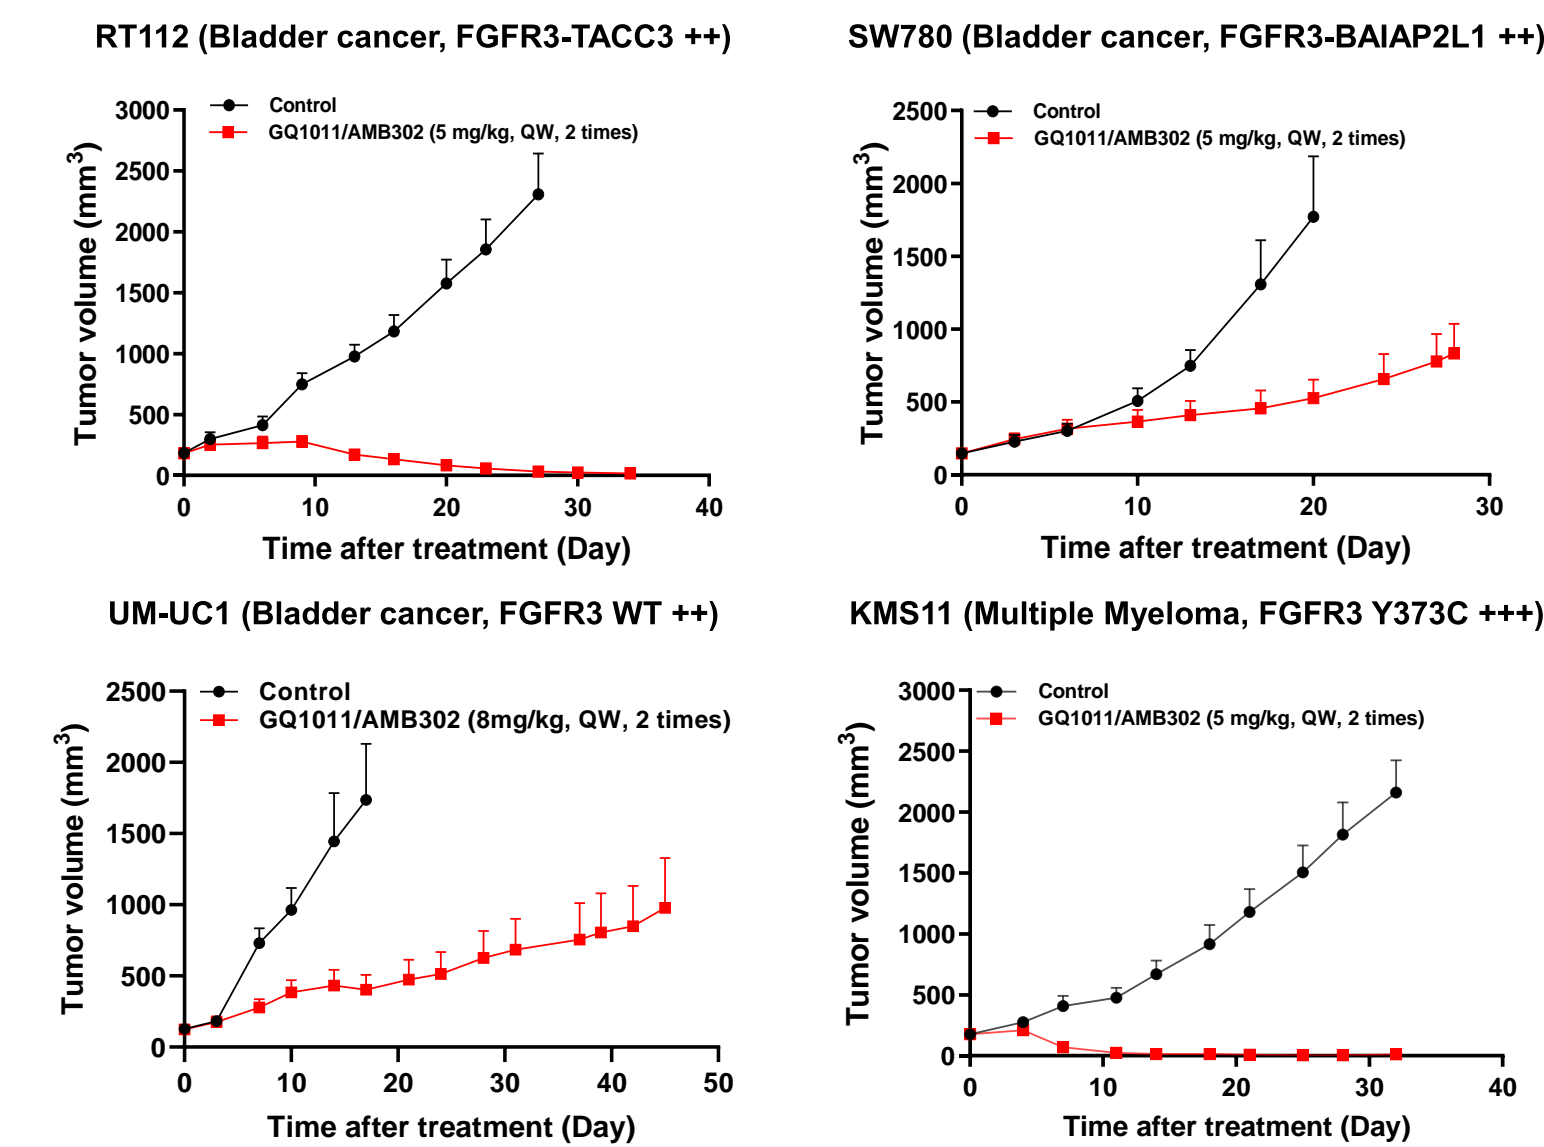 RT112 (Bladder cancer, FGFR3-TACC3 ++)
Control
GQ1011/AMB302 (5 mg/kg, QW, 2 times)
Tumor volume (mm3)
3000
2500
2000
1500
1000
500
0
0 10 20 30 40
Time after treatment (Day)
SW780 (Bladder cancer, FGFR3-BAIAP2L1 ++)
Control
GQ1011/AMB302 (5 mg/kg, QW, 2 times)
Tumor volume (mm3)
2500
2000
1500
1000
500
0
0 10 20 30
Time after treatment (Day)
UM-UC1 (Bladder cancer, FGFR3 WT ++)
Control
GQ1011/AMB302 (8mg/kg, QW, 2 times)
Tumor volume (mm3)
2500
2000
1500
1000
500
0
0 10 20 30 40 50
Time after treatment (Day)
KMS11 (Multiple Myeloma, FGFR3 Y373C +++)
Control
GQ1011/AMB302 (5 mg/kg, QW, 2 times)
Tumor volume (mm3)
3000
2500
2000
1500
1000
500
0
0 10 20 30 40
Time after treatment (Day)